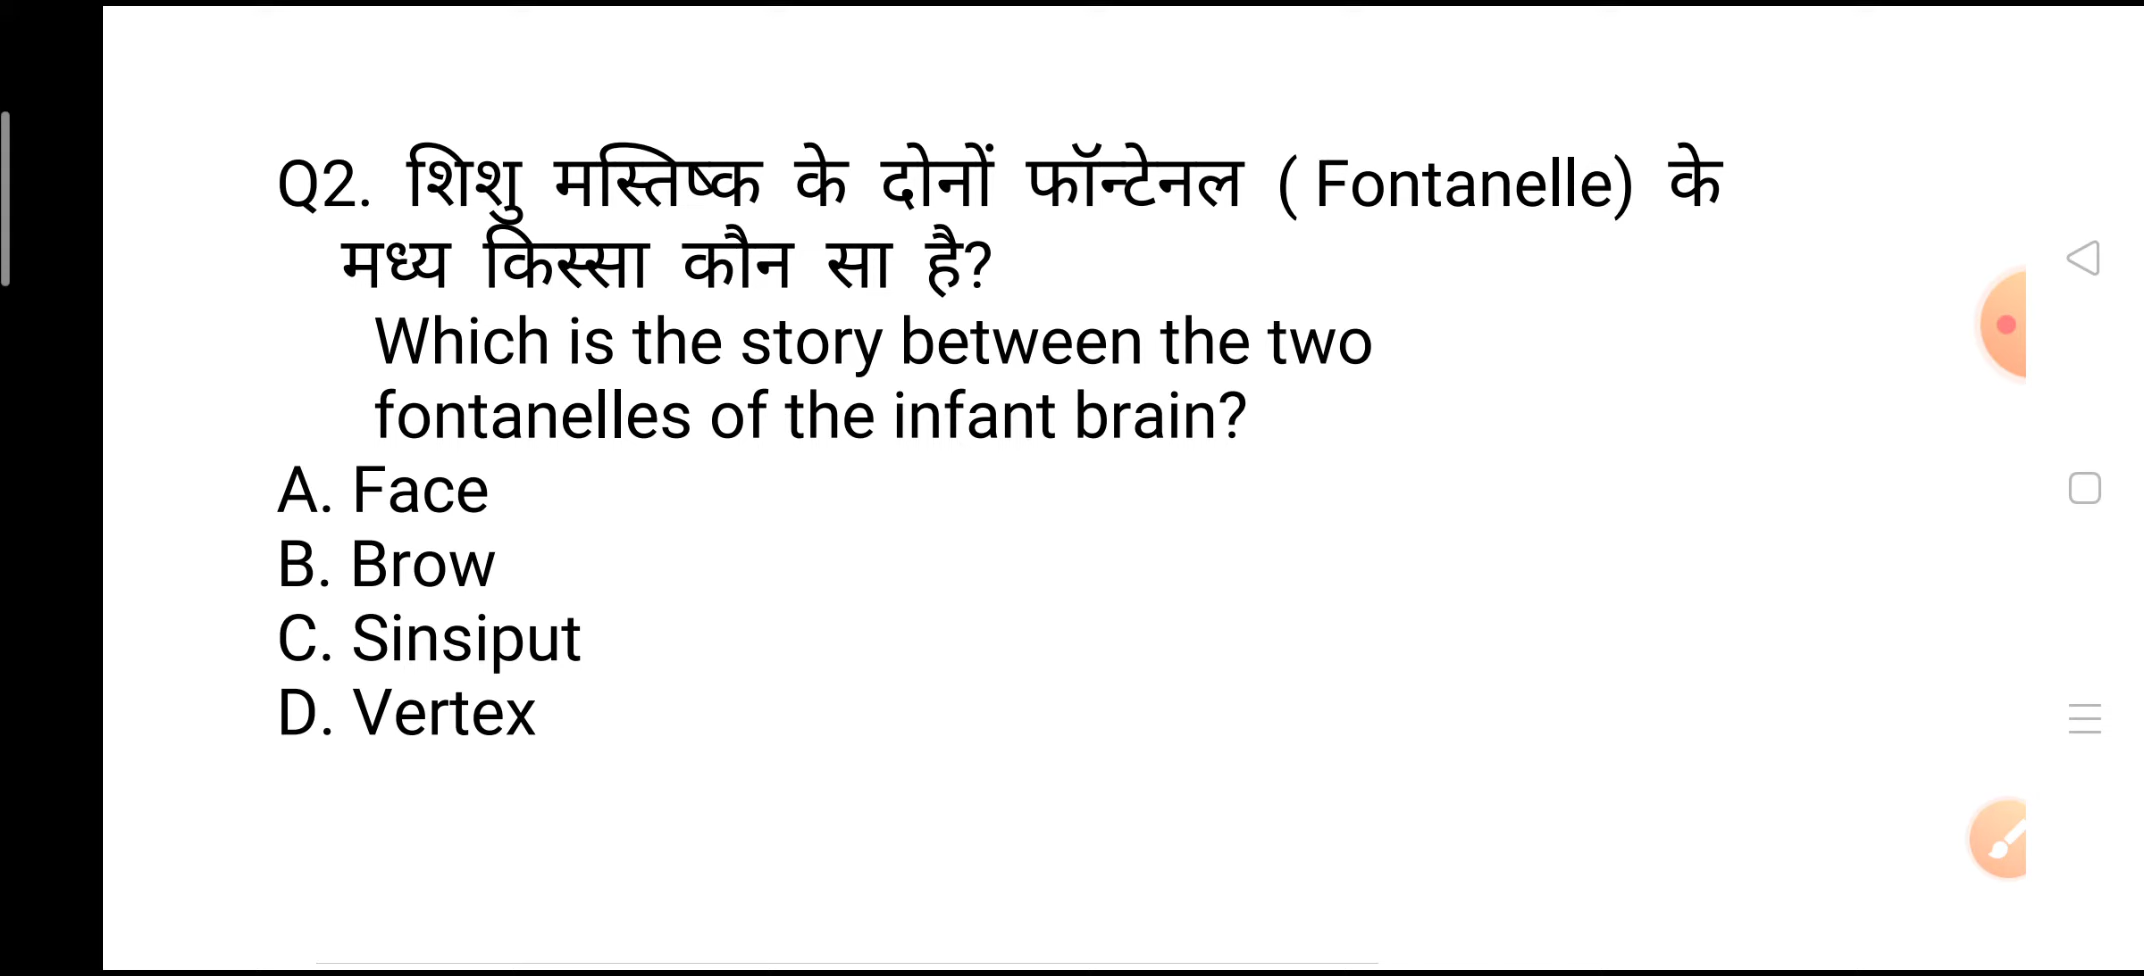 Q2. शिशु मस्तिष्क के दोनों फॉन्टेनल ( Fontanelle) के
मध्य किस्सा कौन सा है?
Which is the story between the two
fontanelles of the infant brain?
A. Face
B. Brow
C. Sinsiput
D. Vertex